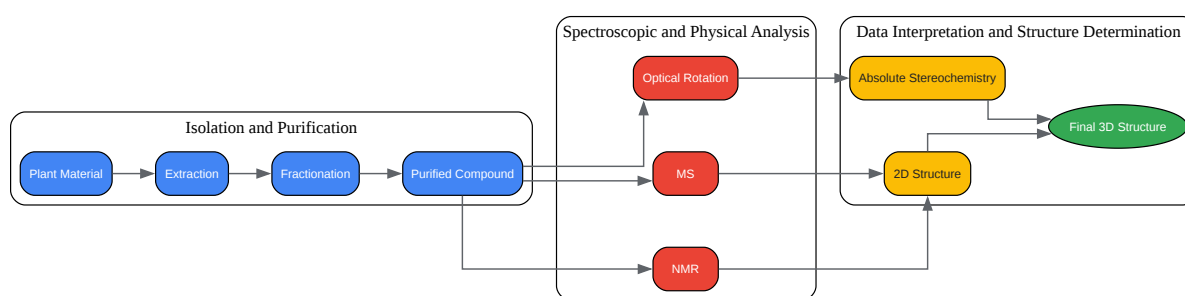 Isolation and Purification
Plant Material
Extraction
Fractionation
Purified Compound
Spectroscopic and Physical Analysis
Optical Rotation
MS
NMR
Data Interpretation and Structure Determination
Absolute Stereochemistry
2D Structure
Final 3D Structure